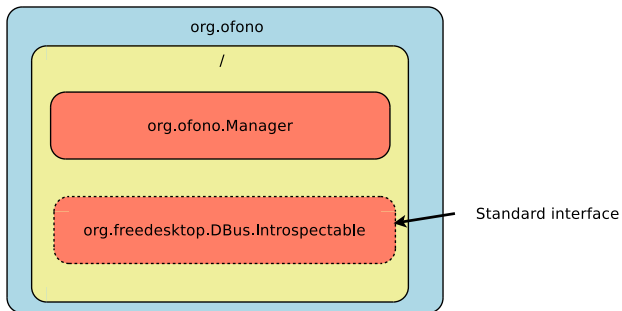 org.ofono
/
org.ofono.Manager
org.freedesktop.DBus.Introspectable
Standard interface